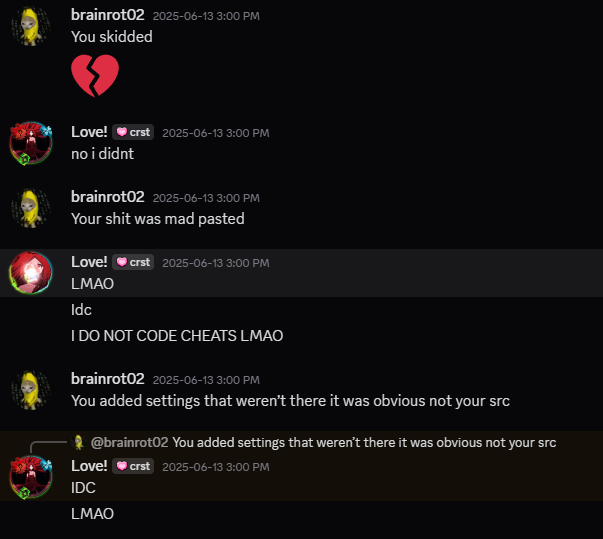 brainrot02 2025-06-13 3:00 PM
You skidded
Love! crst 2025-06-13 3:00 PM
no i didnt
brainrot02 2025-06-13 3:00 PM
Your shit was mad pasted
Love! crst 2025-06-13 3:00 PM
LMAO
Idc
I DO NOT CODE CHEATS LMAO
brainrot02 2025-06-13 3:00 PM
You added settings that weren’t there it was obvious not your src
@brainrot02 You added settings that weren’t there it was obvious not your src
Love! crst 2025-06-13 3:00 PM
IDC
LMAO